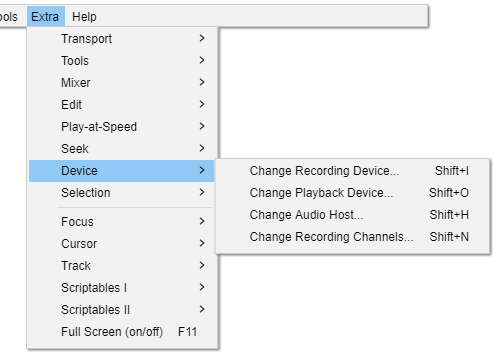 ools Extra Help
Transport >
Tools >
Mixer >
Edit >
Play-at-Speed >
Seek >
Device >
Selection >
Focus >
Cursor >
Track >
Scriptables I >
Scriptables II >
Full Screen (on/off) F11
Change Recording Device... Shift+I
Change Playback Device... Shift+O
Change Audio Host... Shift+H
Change Recording Channels... Shift+N